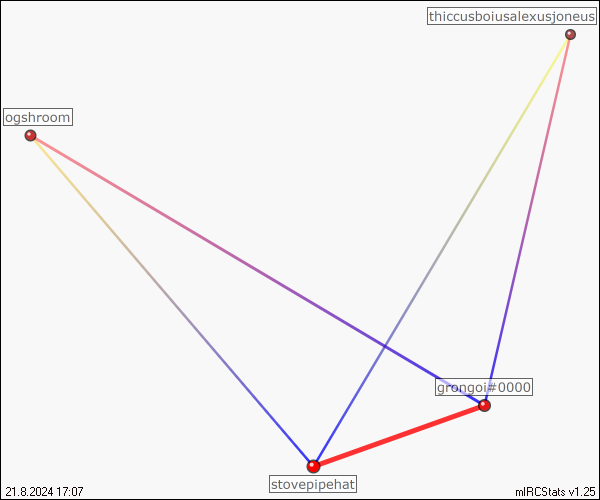 thiccusboiusalexusjoneus
ogshroom
grongoi#0000
stovepipehat
21.8.2024 17:07
mIRCStats v1.25